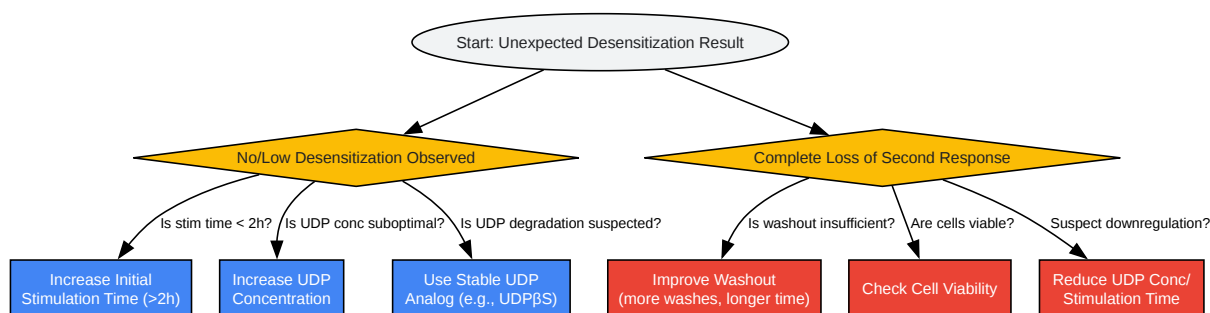 Start: Unexpected Desensitization Result
No/Low Desensitization Observed
Complete Loss of Second Response
Is stim time < 2h?
Is UDP conc suboptimal?
Is UDP degradation suspected?
Is washout insufficient?
Are cells viable?
Suspect downregulation?
Increase Initial
Stimulation Time (>2h)
Increase UDP
Concentration
Use Stable UDP
Analog (e.g., UDPβS)
Improve Washout
(more washes, longer time)
Check Cell Viability
Reduce UDP Conc/
Stimulation Time